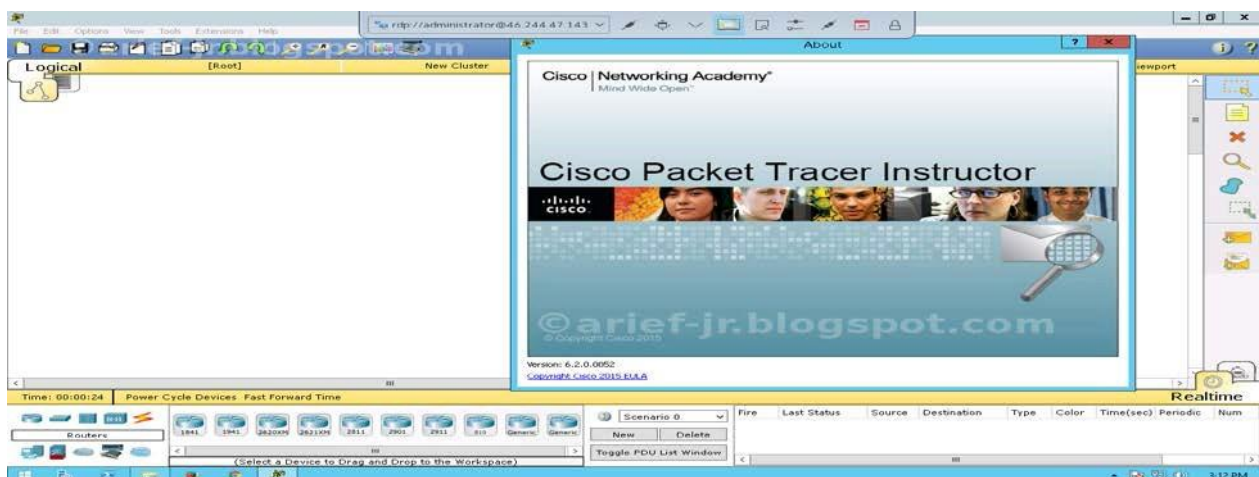 rdp://administrator@46.244.47.143
File Edit Options View Tools Extensions Help
About
Logical
[Root]
New Cluster
Cisco Networking Academy®
Mind Wide Open™
Cisco Packet Tracer Instructor
CISCO
©arief-jr.blogspot.com
© Copyright Cisco 2015
Version: 6.2.0.0052
Copyright Cisco 2015 EULA
Time: 00:00:24 Power Cycle Devices Fast Forward Time
Realtime
Routers
1841 1941 2620XM 2621XM 2811 2901 2911 819 Generic Generic
(Select a Device to Drag and Drop to the Workspace)
Scenario 0
New Delete
Toggle PDU List Window
Fire Last Status Source Destination Type Color Time(sec) Periodic Num
3:12 PM